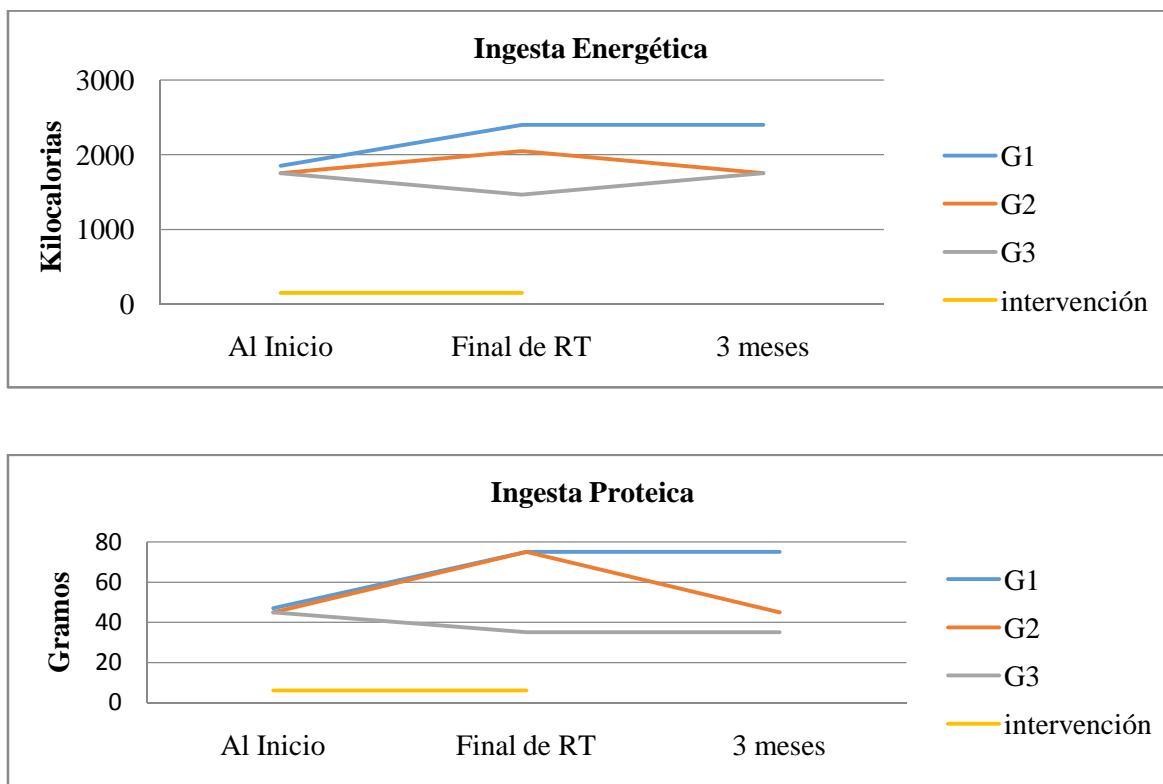 Ingesta Energética
3000
2000
1000
0
Kilocalorias
Al Inicio
Final de RT
3 meses
G1
G2
G3
intervención
Ingesta Proteica
80
60
40
20
0
Gramos
Al Inicio
Final de RT
3 meses
G1
G2
G3
intervención